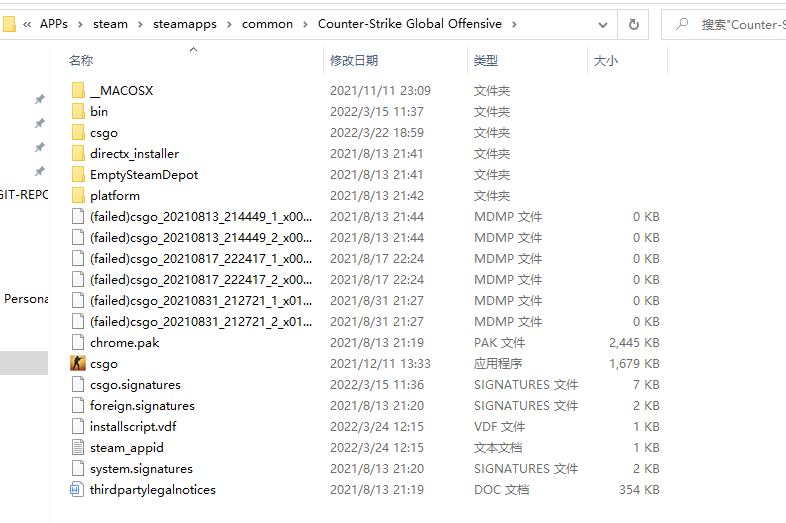 « APPs › steam › steamapps › common › Counter-Strike Global Offensive › 搜索"Counter-S
名称 修改日期 类型 大小
__MACOSX 2021/11/11 23:09 文件夹
bin 2022/3/15 11:37 文件夹
csgo 2022/3/22 18:59 文件夹
directx_installer 2021/8/13 21:41 文件夹
EmptySteamDepot 2021/8/13 21:41 文件夹
GIT-REPO platform 2021/8/13 21:42 文件夹
(failed)csgo_20210813_214449_1_x00... 2021/8/13 21:44 MDMP 文件 0 KB
(failed)csgo_20210813_214449_2_x00... 2021/8/13 21:44 MDMP 文件 0 KB
(failed)csgo_20210817_222417_1_x00... 2021/8/17 22:24 MDMP 文件 0 KB
(failed)csgo_20210817_222417_2_x00... 2021/8/17 22:24 MDMP 文件 0 KB
Persona (failed)csgo_20210831_212721_1_x01... 2021/8/31 21:27 MDMP 文件 0 KB
(failed)csgo_20210831_212721_2_x01... 2021/8/31 21:27 MDMP 文件 0 KB
chrome.pak 2021/8/13 21:19 PAK 文件 2,445 KB
csgo 2021/12/11 13:33 应用程序 1,679 KB
csgo.signatures 2022/3/15 11:36 SIGNATURES 文件 7 KB
foreign.signatures 2021/8/13 21:20 SIGNATURES 文件 2 KB
installscript.vdf 2022/3/24 12:15 VDF 文件 1 KB
steam_appid 2022/3/24 12:15 文本文档 1 KB
system.signatures 2021/8/13 21:20 SIGNATURES 文件 2 KB
thirdpartylegalnotices 2021/8/13 21:19 DOC 文档 354 KB